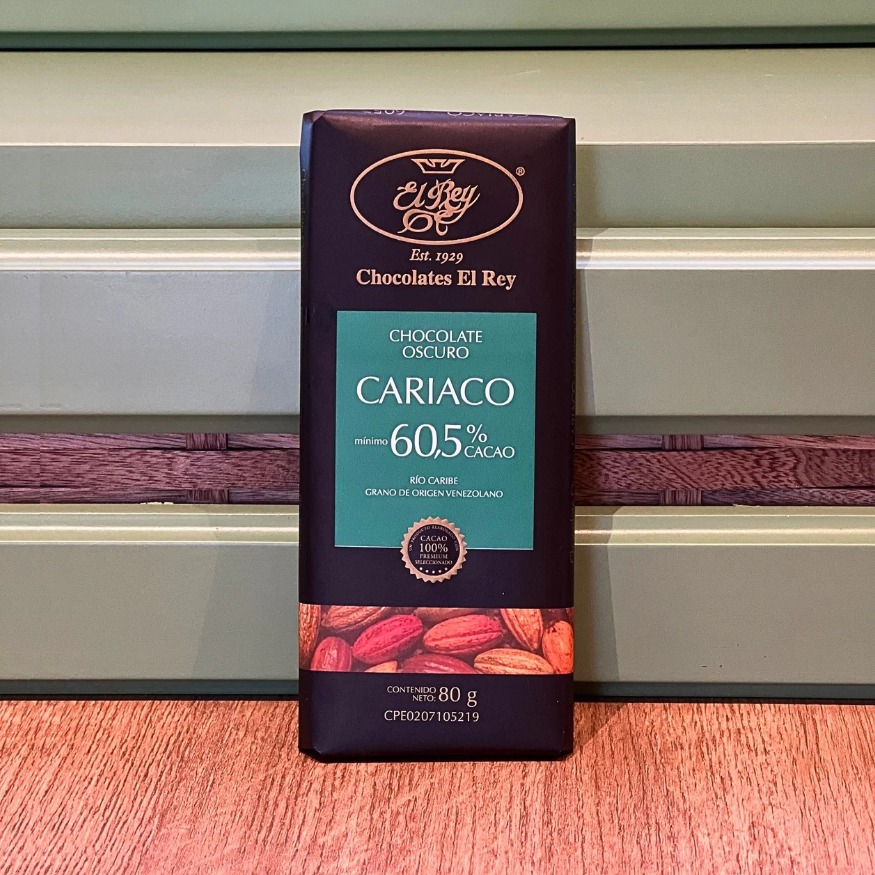 El Rey
®
Est. 1929
Chocolates El Rey
CHOCOLATE
OSCURO
CARIACO
mínimo 60,5% CACAO
RÍO CARIBE
GRANO DE ORIGEN VENEZOLANO
CACAO
100%
PREMIUM
SELECCIONADO
CONTENIDO
NETO: 80 g
CPE0207105219